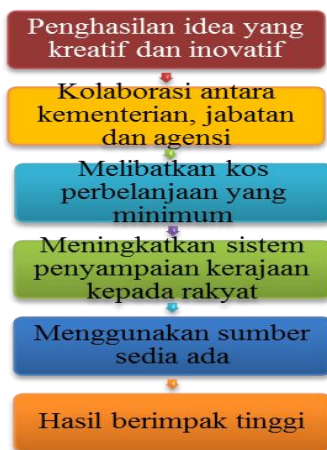 Penghasilan idea yang
kreatif dan inovatif
Kolaborasi antara
kementerian, jabatan
dan agensi
Melibatkan kos
perbelanjaan yang
minimum
Meningkatkan sistem
penyampaian kerajaan
kepada rakyat
Menggunakan sumber
sedia ada
Hasil berimpak tinggi